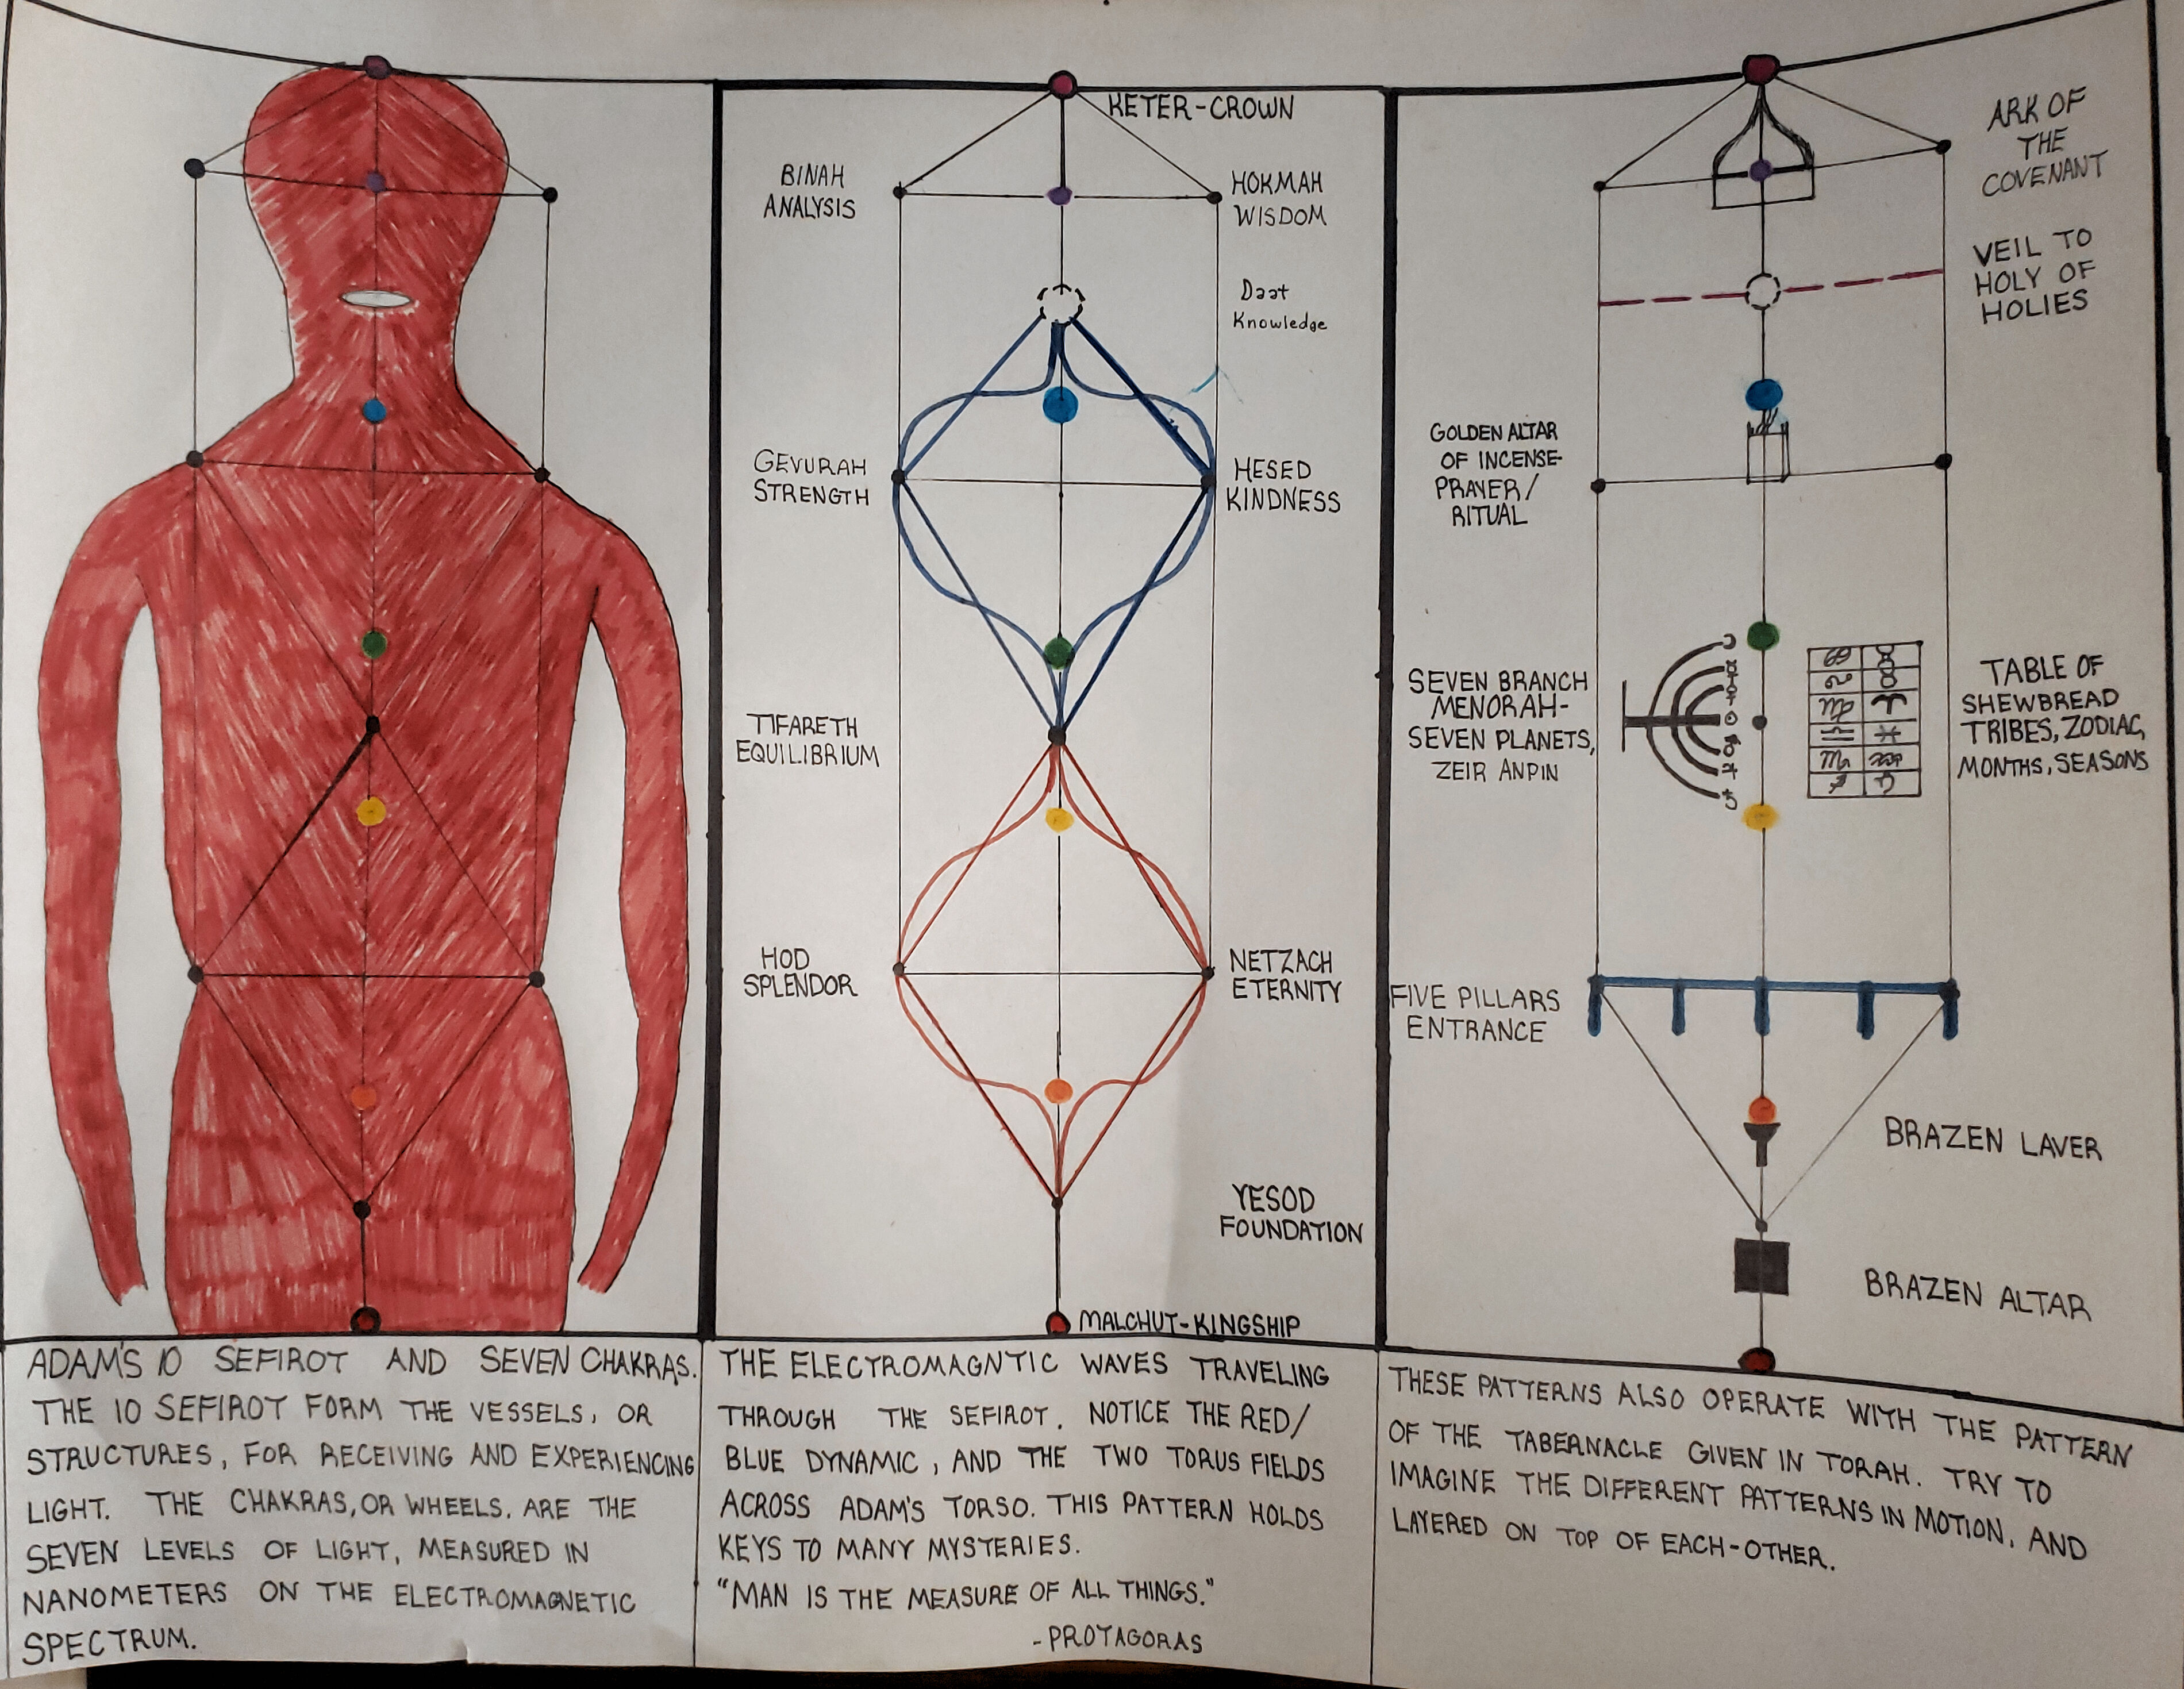 KETER-CROWN
BINAH
ANALYSIS
HOKMAH
WISDOM
Daat
Knowledge
GEVURAH
STRENGTH
HESED
KINDNESS
TIFARETH
EQUILIBRIUM
HOD
SPLENDOR
NETZACH
ETERNITY
YESOD
FOUNDATION
MALCHUT-KINGSHIP
ARK OF
THE
COVENANT
VEIL TO
HOLY OF
HOLIES
GOLDEN ALTAR
OF INCENSE-
PRAYER/
RITUAL
SEVEN BRANCH
MENORAH-
SEVEN PLANETS,
ZEIR ANPIN
TABLE OF
SHEWBREAD
TRIBES, ZODIAC,
MONTHS, SEASONS
FIVE PILLARS
ENTRANCE
BRAZEN LAVER
BRAZEN ALTAR
ADAM'S 10 SEFIROT AND SEVEN CHAKRAS.
THE 10 SEFIROT FORM THE VESSELS, OR
STRUCTURES, FOR RECEIVING AND EXPERIENCING
LIGHT. THE CHAKRAS, OR WHEELS. ARE THE
SEVEN LEVELS OF LIGHT, MEASURED IN
NANOMETERS ON THE ELECTROMAGNETIC
SPECTRUM.
THE ELECTROMAGNTIC WAVES TRAVELING
THROUGH THE SEFIROT. NOTICE THE RED/
BLUE DYNAMIC, AND THE TWO TORUS FIELDS
ACROSS ADAM'S TORSO. THIS PATTERN HOLDS
KEYS TO MANY MYSTERIES.
"MAN IS THE MEASURE OF ALL THINGS."
-PROTAGORAS
THESE PATTERNS ALSO OPERATE WITH THE PATTERN
OF THE TABERNACLE GIVEN IN TORAH. TRY TO
IMAGINE THE DIFFERENT PATTERNS IN MOTION, AND
LAYERED ON TOP OF EACH-OTHER.